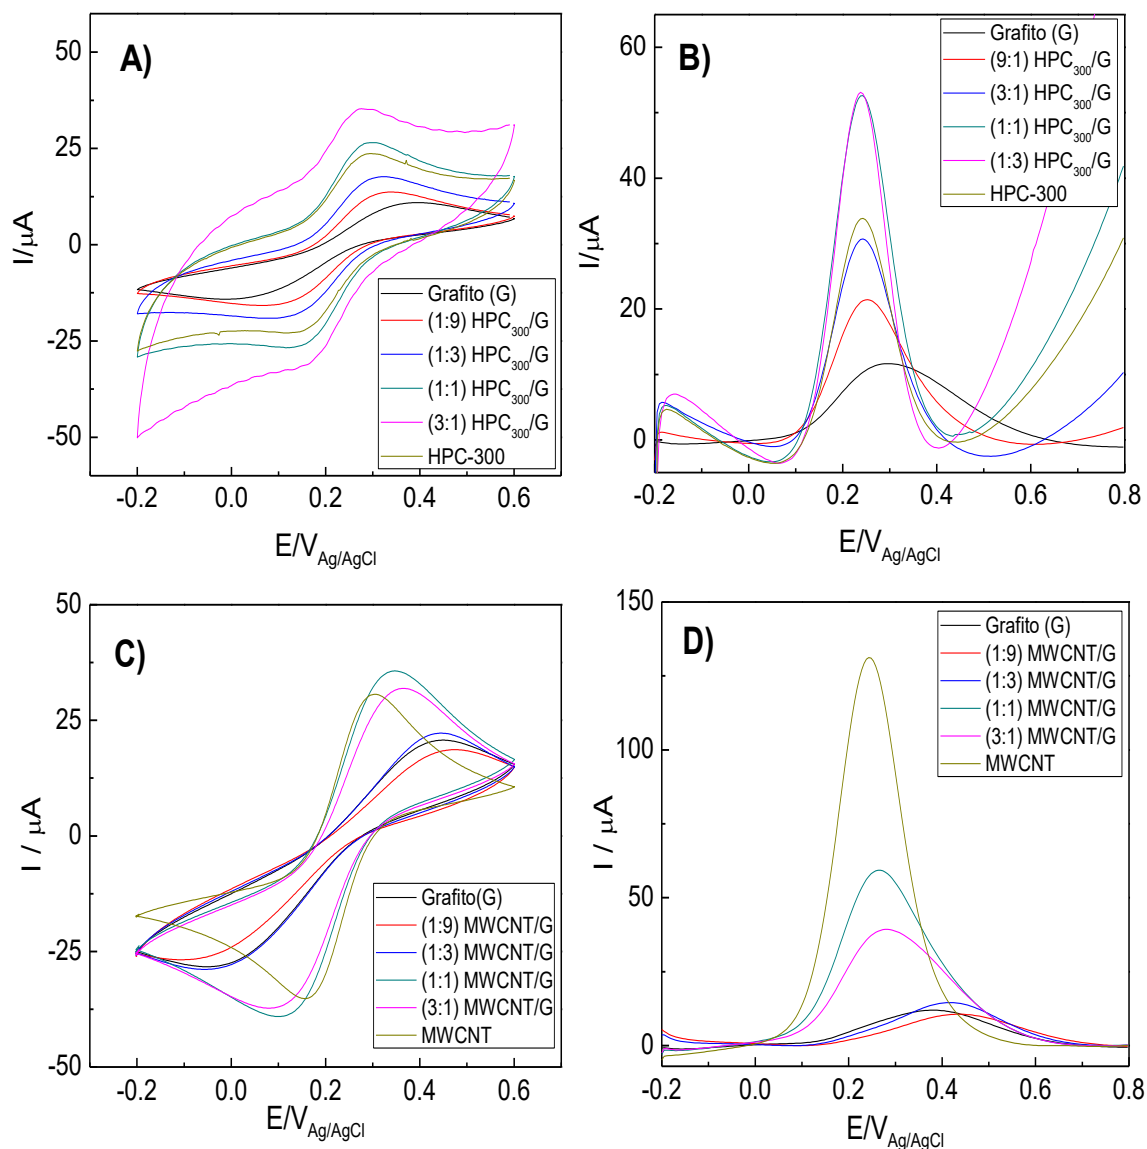 A)
50
25
0
-25
-50
I/μA
Grafito (G)
(1:9) HPC300/G
(1:3) HPC300/G
(1:1) HPC300/G
(3:1) HPC300/G
HPC-300
-0.2 0.0 0.2 0.4 0.6
E/VAg/AgCl
B)
60
40
20
0
I/μA
Grafito (G)
(9:1) HPC300/G
(3:1) HPC300/G
(1:1) HPC300/G
(1:3) HPC300/G
HPC-300
-0.2 0.0 0.2 0.4 0.6 0.8
E/VAg/AgCl
C)
50
25
0
-25
-50
I / μA
Grafito(G)
(1:9) MWCNT/G
(1:3) MWCNT/G
(1:1) MWCNT/G
(3:1) MWCNT/G
MWCNT
-0.2 0.0 0.2 0.4 0.6
E/VAg/AgCl
D)
150
100
50
0
I / μA
Grafito (G)
(1:9) MWCNT/G
(1:3) MWCNT/G
(1:1) MWCNT/G
(3:1) MWCNT/G
MWCNT
-0.2 0.0 0.2 0.4 0.6 0.8
E/VAg/AgCl